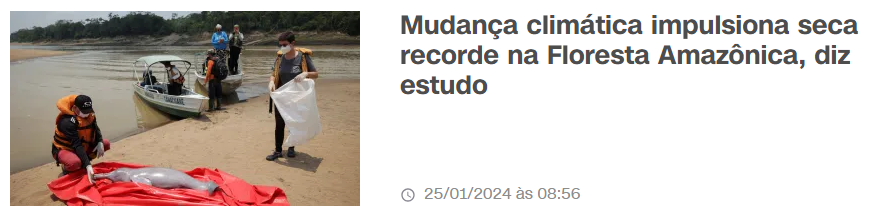 Mudança climática impulsiona seca
recorde na Floresta Amazônica, diz
estudo
25/01/2024 às 08:56